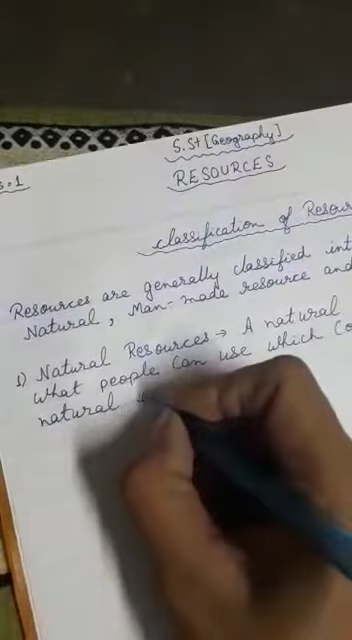 S.St [Geography]
= 1
RESOURCES
classification of Resour
Resources are generally classified int
Natural, Man-made resource and
1) Natural Resources → A natural
what people can use which co
natural